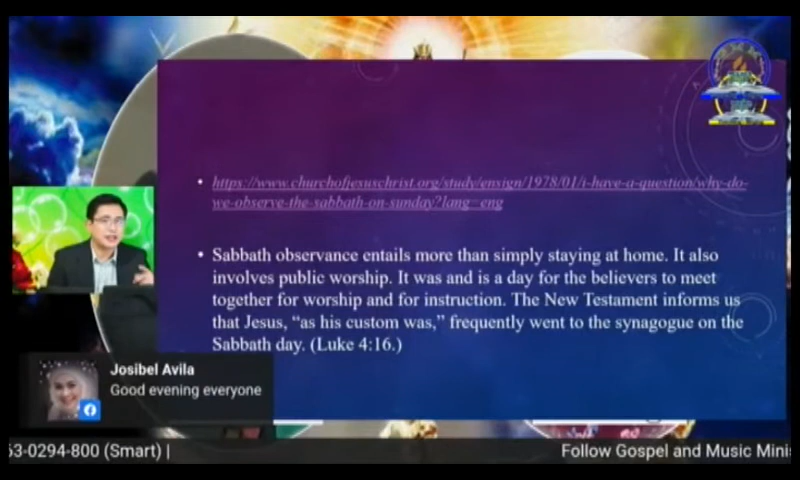 https://www.churchofjesuschrist.org/study/ensign/1978/01/i-have-a-question/why-do-
we-observe-the-sabbath-on-sunday?lang=eng
Sabbath observance entails more than simply staying at home. It also
involves public worship. It was and is a day for the believers to meet
together for worship and for instruction. The New Testament informs us
that Jesus, “as his custom was,” frequently went to the synagogue on the
Sabbath day. (Luke 4:16.)
Josibel Avila
Good evening everyone
63-0294-800 (Smart) |
Follow Gospel and Music Minis